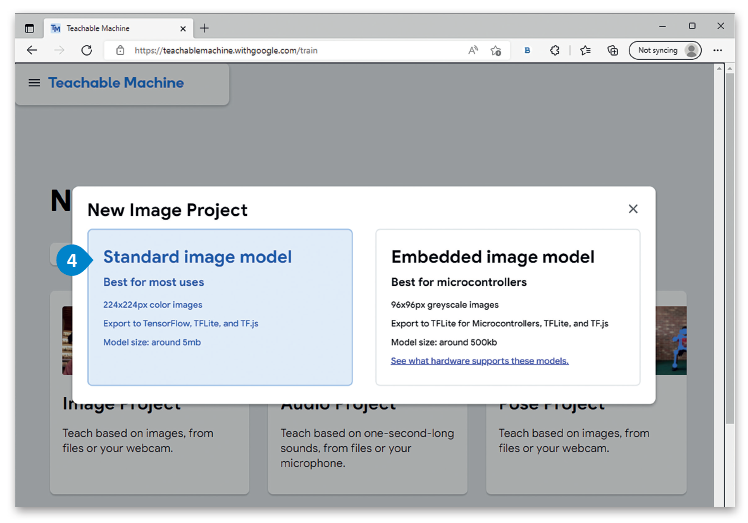 Teachable Machine
https://teachablemachine.withgoogle.com/train
Not syncing
Teachable Machine
N
New Image Project
4
Standard image model
Best for most uses
224x224px color images
Export to TensorFlow, TFLite, and TF.js
Model size: around 5mb
Embedded image model
Best for microcontrollers
96x96px greyscale images
Export to TFLite for Microcontrollers, TFLite, and TF.js
Model size: around 500kb
See what hardware supports these models.
Image Project
Teach based on images, from
files or your webcam.
Audio Project
Teach based on one-second-long
sounds, from files or your
microphone.
Pose Project
Teach based on images, from
files or your webcam.